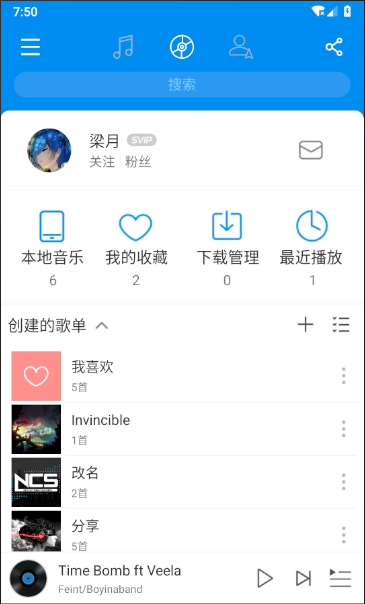 7:50
搜索
梁月 SVIP
关注 粉丝
本地音乐 我的收藏 下载管理 最近播放
6 2 0 1
创建的歌单
我喜欢
5首
Invincible
1首
NCS
改名
2首
分享
5首
Time Bomb ft Veela
Feint/Boyinaband